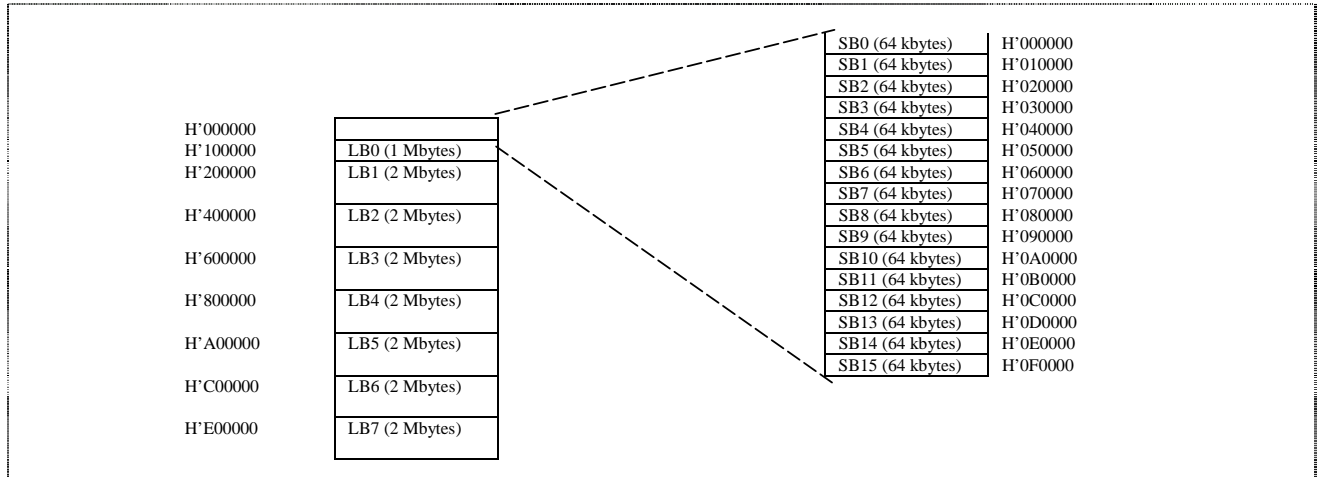 H'000000
H'100000 LB0 (1 Mbytes)
H'200000 LB1 (2 Mbytes)
H'400000 LB2 (2 Mbytes)
H'600000 LB3 (2 Mbytes)
H'800000 LB4 (2 Mbytes)
H'A00000 LB5 (2 Mbytes)
H'C00000 LB6 (2 Mbytes)
H'E00000 LB7 (2 Mbytes)
SB0 (64 kbytes) H'000000
SB1 (64 kbytes) H'010000
SB2 (64 kbytes) H'020000
SB3 (64 kbytes) H'030000
SB4 (64 kbytes) H'040000
SB5 (64 kbytes) H'050000
SB6 (64 kbytes) H'060000
SB7 (64 kbytes) H'070000
SB8 (64 kbytes) H'080000
SB9 (64 kbytes) H'090000
SB10 (64 kbytes) H'0A0000
SB11 (64 kbytes) H'0B0000
SB12 (64 kbytes) H'0C0000
SB13 (64 kbytes) H'0D0000
SB14 (64 kbytes) H'0E0000
SB15 (64 kbytes) H'0F0000